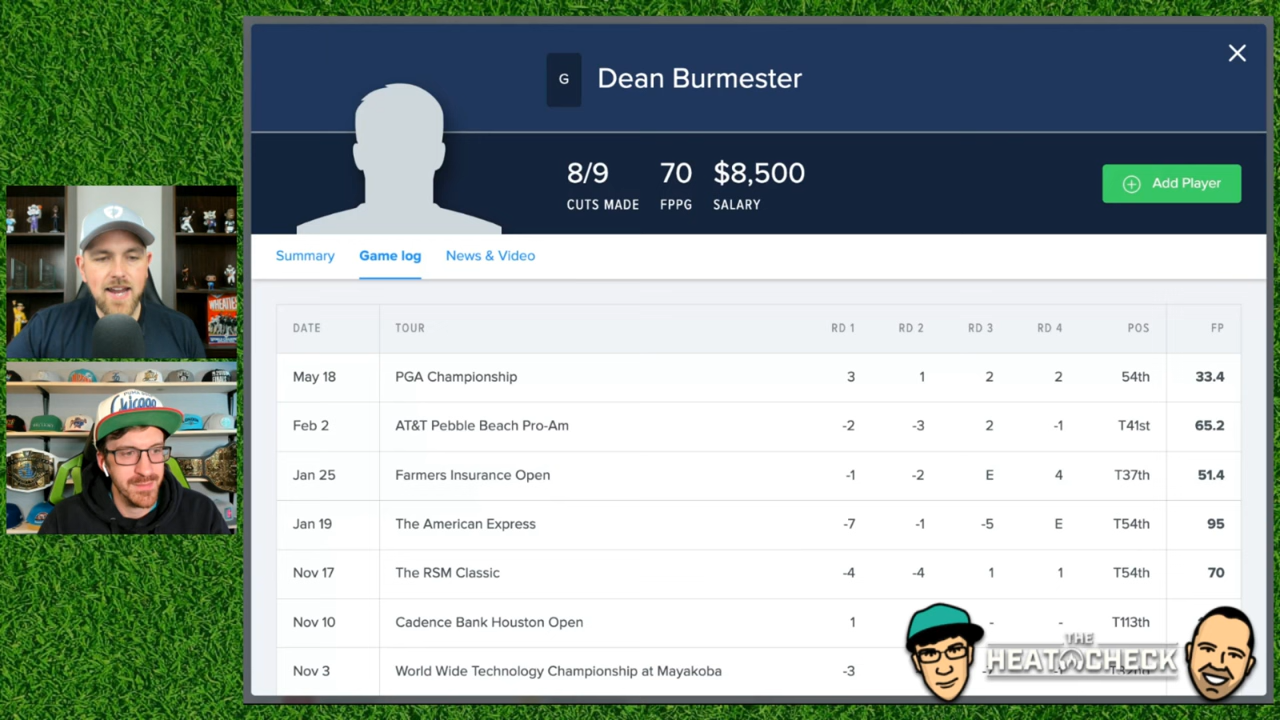 G Dean Burmester
8/9 70 $8,500
CUTS MADE FPPG SALARY
Add Player
Summary Game log News & Video
DATE TOUR RD 1 RD 2 RD 3 RD 4 POS FP
May 18 PGA Championship 3 1 2 2 54th 33.4
Feb 2 AT&T Pebble Beach Pro-Am -2 -3 2 -1 T41st 65.2
Jan 25 Farmers Insurance Open -1 -2 E 4 T37th 51.4
Jan 19 The American Express -7 -1 -5 E T54th 95
Nov 17 The RSM Classic -4 -4 1 1 T54th 70
Nov 10 Cadence Bank Houston Open 1 - - T113th
Nov 3 World Wide Technology Championship at Mayakoba -3
THE
HEAT CHECK
WHEATIES
Chicago